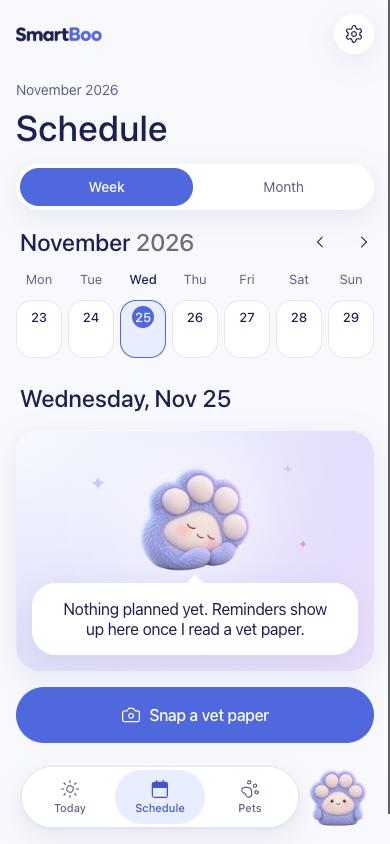 SmartBoo
November 2026
Schedule
Week
Month
November 2026
Mon Tue Wed Thu Fri Sat Sun
23 24 25 26 27 28 29
Wednesday, Nov 25
Nothing planned yet. Reminders show
up here once I read a vet paper.
Snap a vet paper
Today
Schedule
Pets